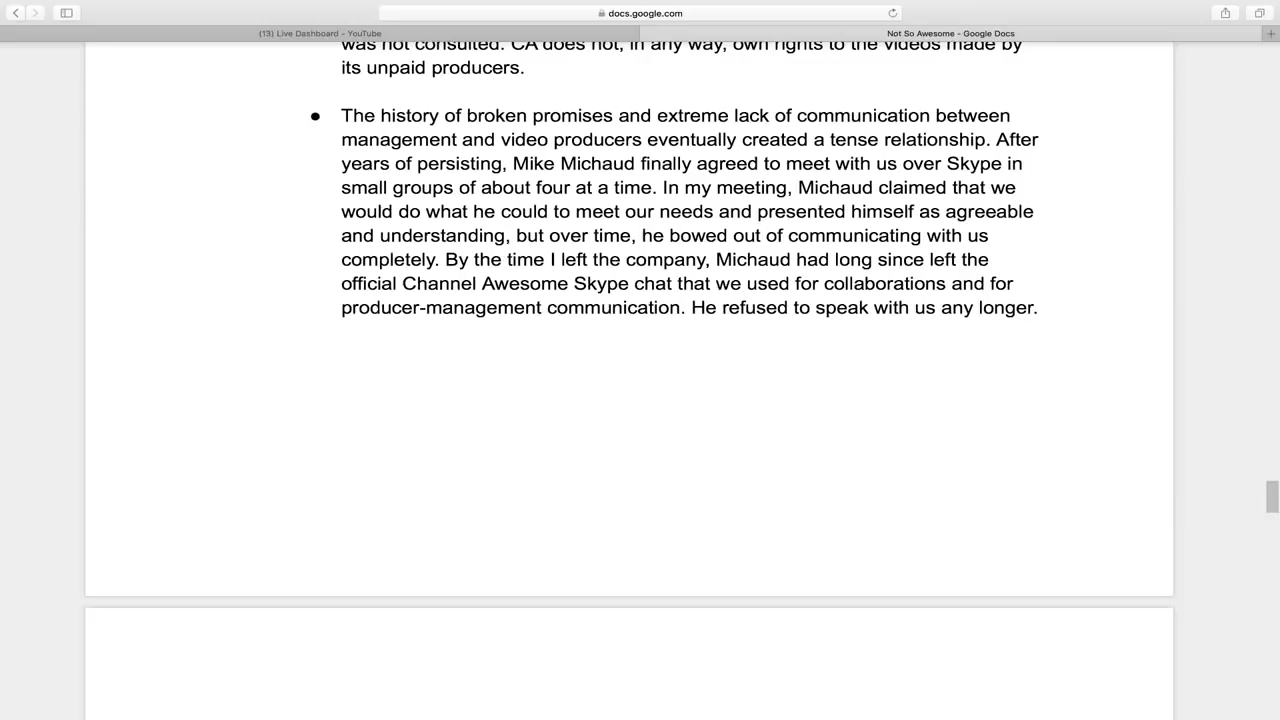 docs.google.com
(13) Live Dashboard - YouTube
Not So Awesome - Google Docs
was not consulted. CA does not, in any way, own rights to the videos made by
its unpaid producers.
● The history of broken promises and extreme lack of communication between
management and video producers eventually created a tense relationship. After
years of persisting, Mike Michaud finally agreed to meet with us over Skype in
small groups of about four at a time. In my meeting, Michaud claimed that we
would do what he could to meet our needs and presented himself as agreeable
and understanding, but over time, he bowed out of communicating with us
completely. By the time I left the company, Michaud had long since left the
official Channel Awesome Skype chat that we used for collaborations and for
producer-management communication. He refused to speak with us any longer.